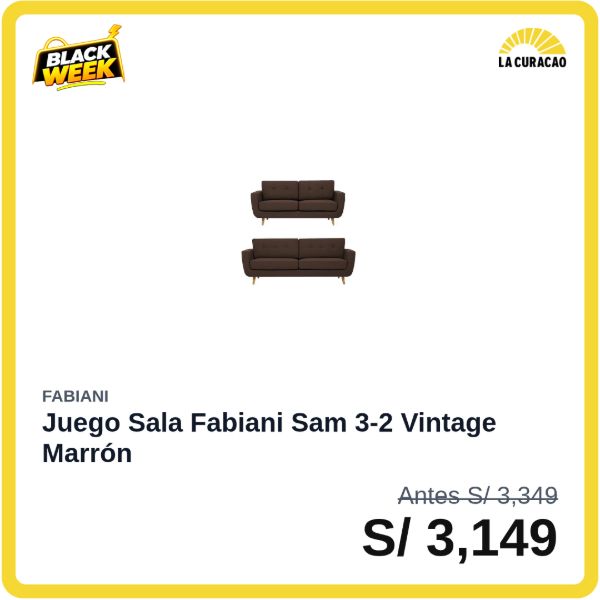 BLACK
WEEK
LA CURACAO
FABIANI
Juego Sala Fabiani Sam 3-2 Vintage
Marrón
Antes S/ 3,349
S/ 3,149